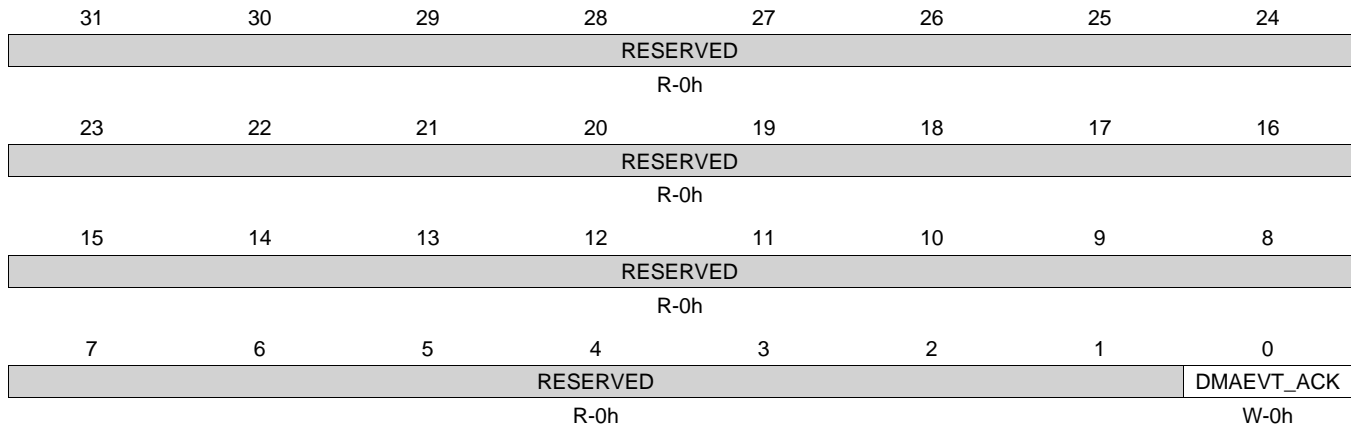 31 30 29 28 27 26 25 24
RESERVED
R-0h
23 22 21 20 19 18 17 16
RESERVED
R-0h
15 14 13 12 11 10 9 8
RESERVED
R-0h
7 6 5 4 3 2 1 0
RESERVED DMAEVT_ACK
R-0h W-0h